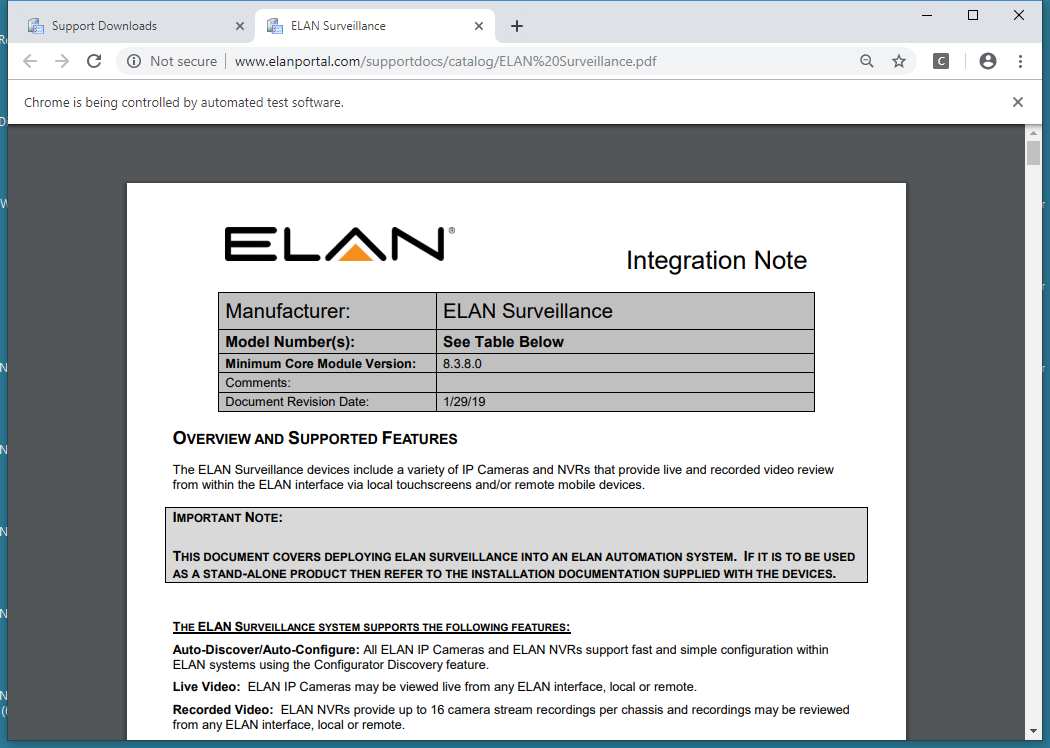 Support Downloads
ELAN Surveillance
Not secure
www.elanportal.com/supportdocs/catalog/ELAN%20Surveillance.pdf
C
Chrome is being controlled by automated test software.
ELAN®
Integration Note
Manufacturer: ELAN Surveillance
Model Number(s): See Table Below
Minimum Core Module Version: 8.3.8.0
Comments:
Document Revision Date: 1/29/19
OVERVIEW AND SUPPORTED FEATURES
The ELAN Surveillance devices include a variety of IP Cameras and NVRs that provide live and recorded video review
from within the ELAN interface via local touchscreens and/or remote mobile devices.
IMPORTANT NOTE:
THIS DOCUMENT COVERS DEPLOYING ELAN SURVEILLANCE INTO AN ELAN AUTOMATION SYSTEM. IF IT IS TO BE USED
AS A STAND-ALONE PRODUCT THEN REFER TO THE INSTALLATION DOCUMENTATION SUPPLIED WITH THE DEVICES.
THE ELAN SURVEILLANCE SYSTEM SUPPORTS THE FOLLOWING FEATURES:
Auto-Discover/Auto-Configure: All ELAN IP Cameras and ELAN NVRs support fast and simple configuration within
ELAN systems using the Configurator Discovery feature.
Live Video: ELAN IP Cameras may be viewed live from any ELAN interface, local or remote.
Recorded Video: ELAN NVRs provide up to 16 camera stream recordings per chassis and recordings may be reviewed
from any ELAN interface, local or remote.